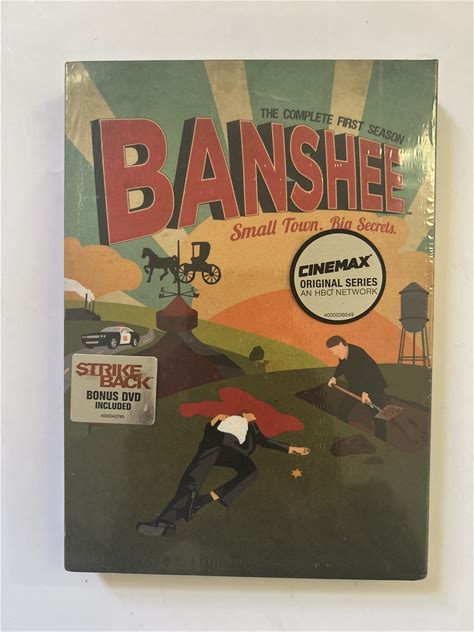 THE COMPLETE FIRST SEASON
BANSHEE
Small Town. Big Secrets.
CINEMAX
ORIGINAL SERIES
AN HBO NETWORK
4000036049
STRIKE
BACK
BONUS DVD
INCLUDED